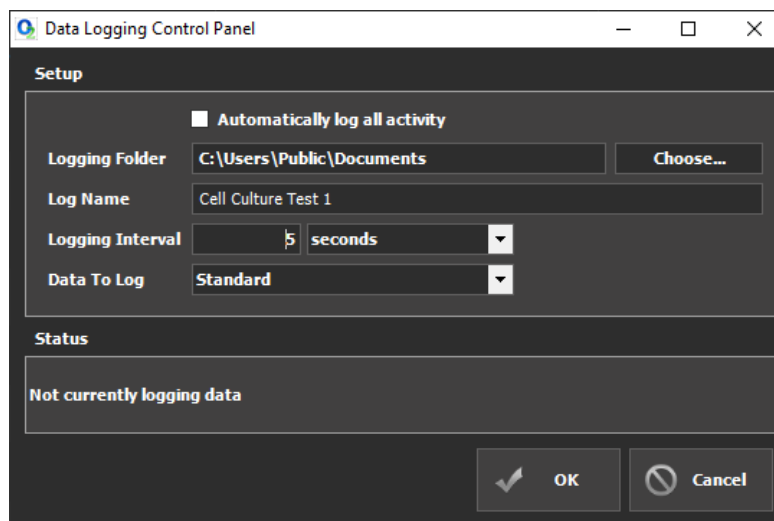 Data Logging Control Panel
Setup
Automatically log all activity
Logging Folder C:\Users\Public\Documents Choose...
Log Name Cell Culture Test 1
Logging Interval 5 seconds
Data To Log Standard
Status
Not currently logging data
OK Cancel